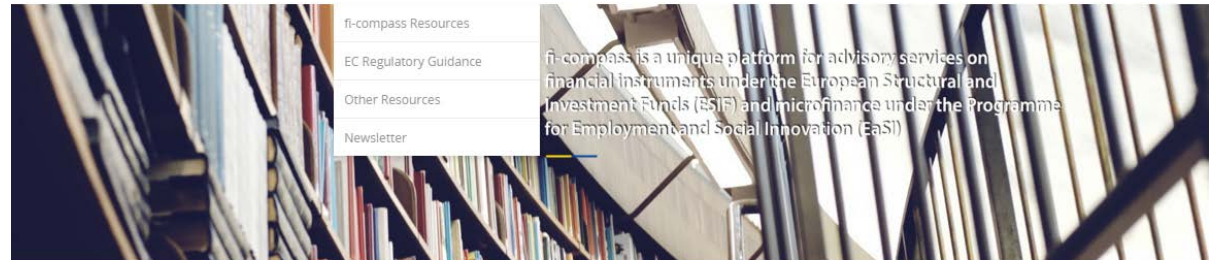 fi-compass Resources
EC Regulatory Guidance
Other Resources
Newsletter
fi-compass is a unique platform for advisory services on
financial instruments under the European Structural and
Investment Funds (ESIF) and microfinance under the Programme
for Employment and Social Innovation (EaSI)